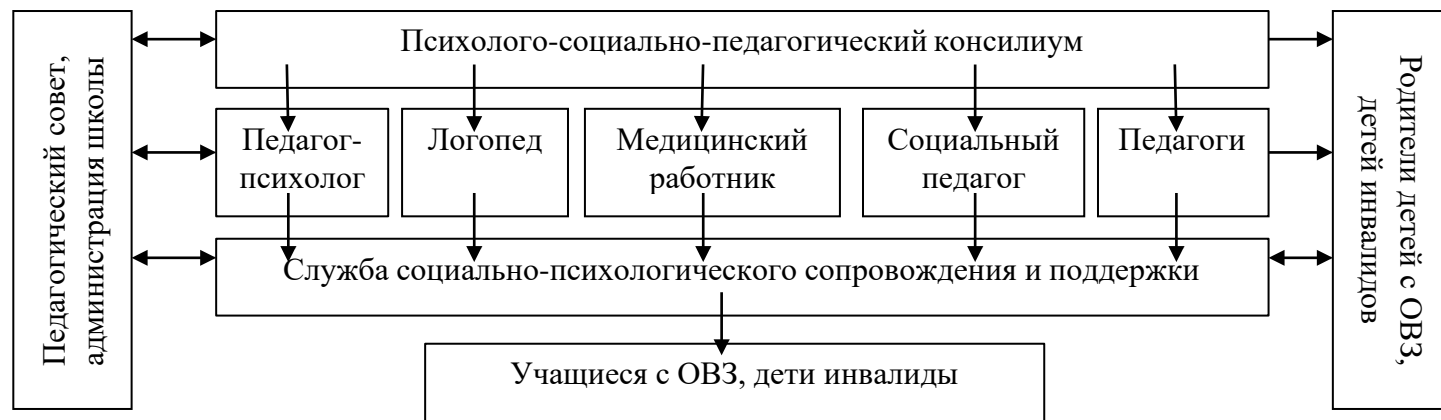 Педагогический совет,
администрация школы
Психолого-социально-педагогический консилиум
Педагог-
психолог
Логопед
Медицинский
работник
Социальный
педагог
Педагоги
Служба социально-психологического сопровождения и поддержки
Учащиеся с ОВЗ, дети инвалиды
Родители детей с ОВЗ,
детей инвалидов